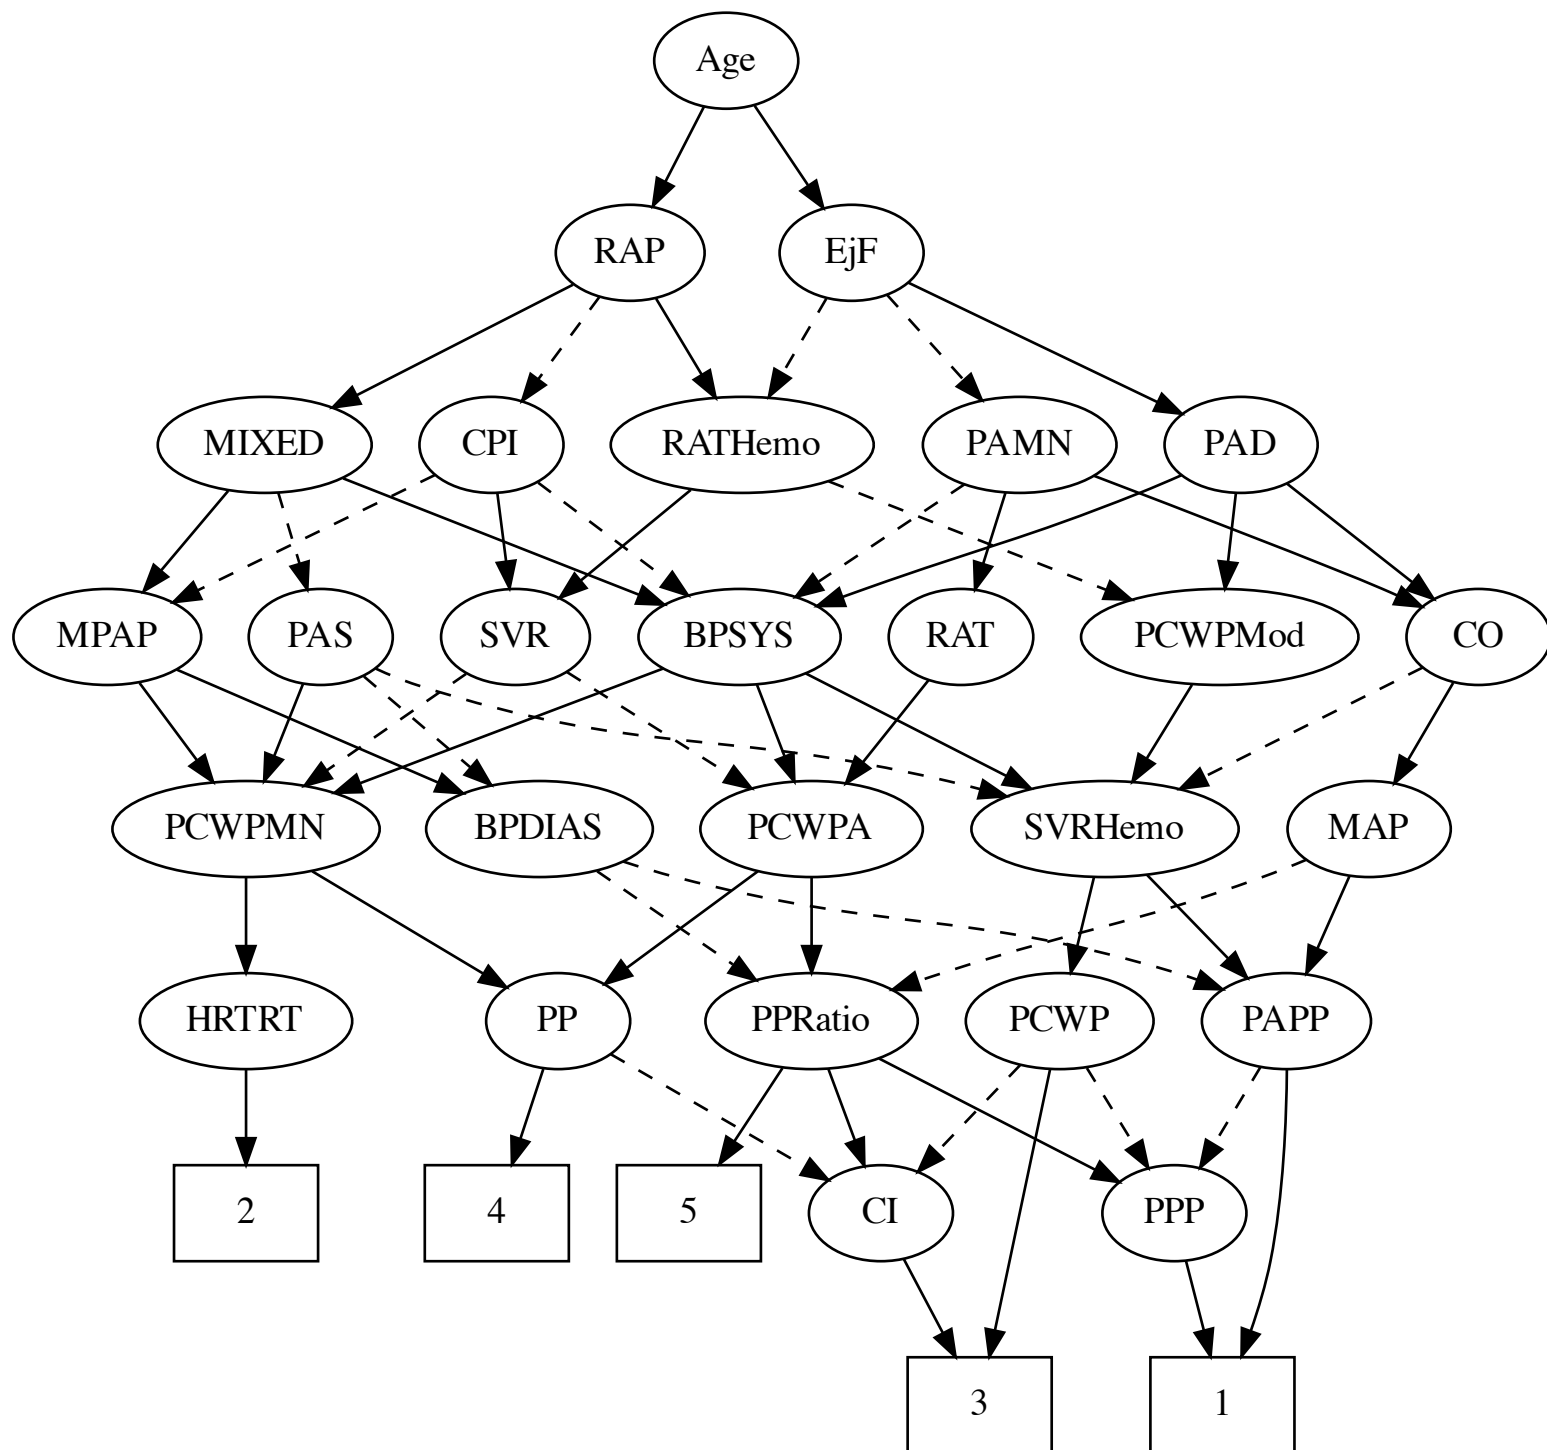 Age
RAP
EjF
MIXED
CPI
RATHemo
PAMN
PAD
MPAP
PAS
SVR
BPSYS
RAT
PCWPMod
CO
PCWPMN
BPDIAS
PCWPA
SVRHemo
MAP
HRTRT
PP
PPRatio
PCWP
PAPP
2
4
5
CI
PPP
3
1